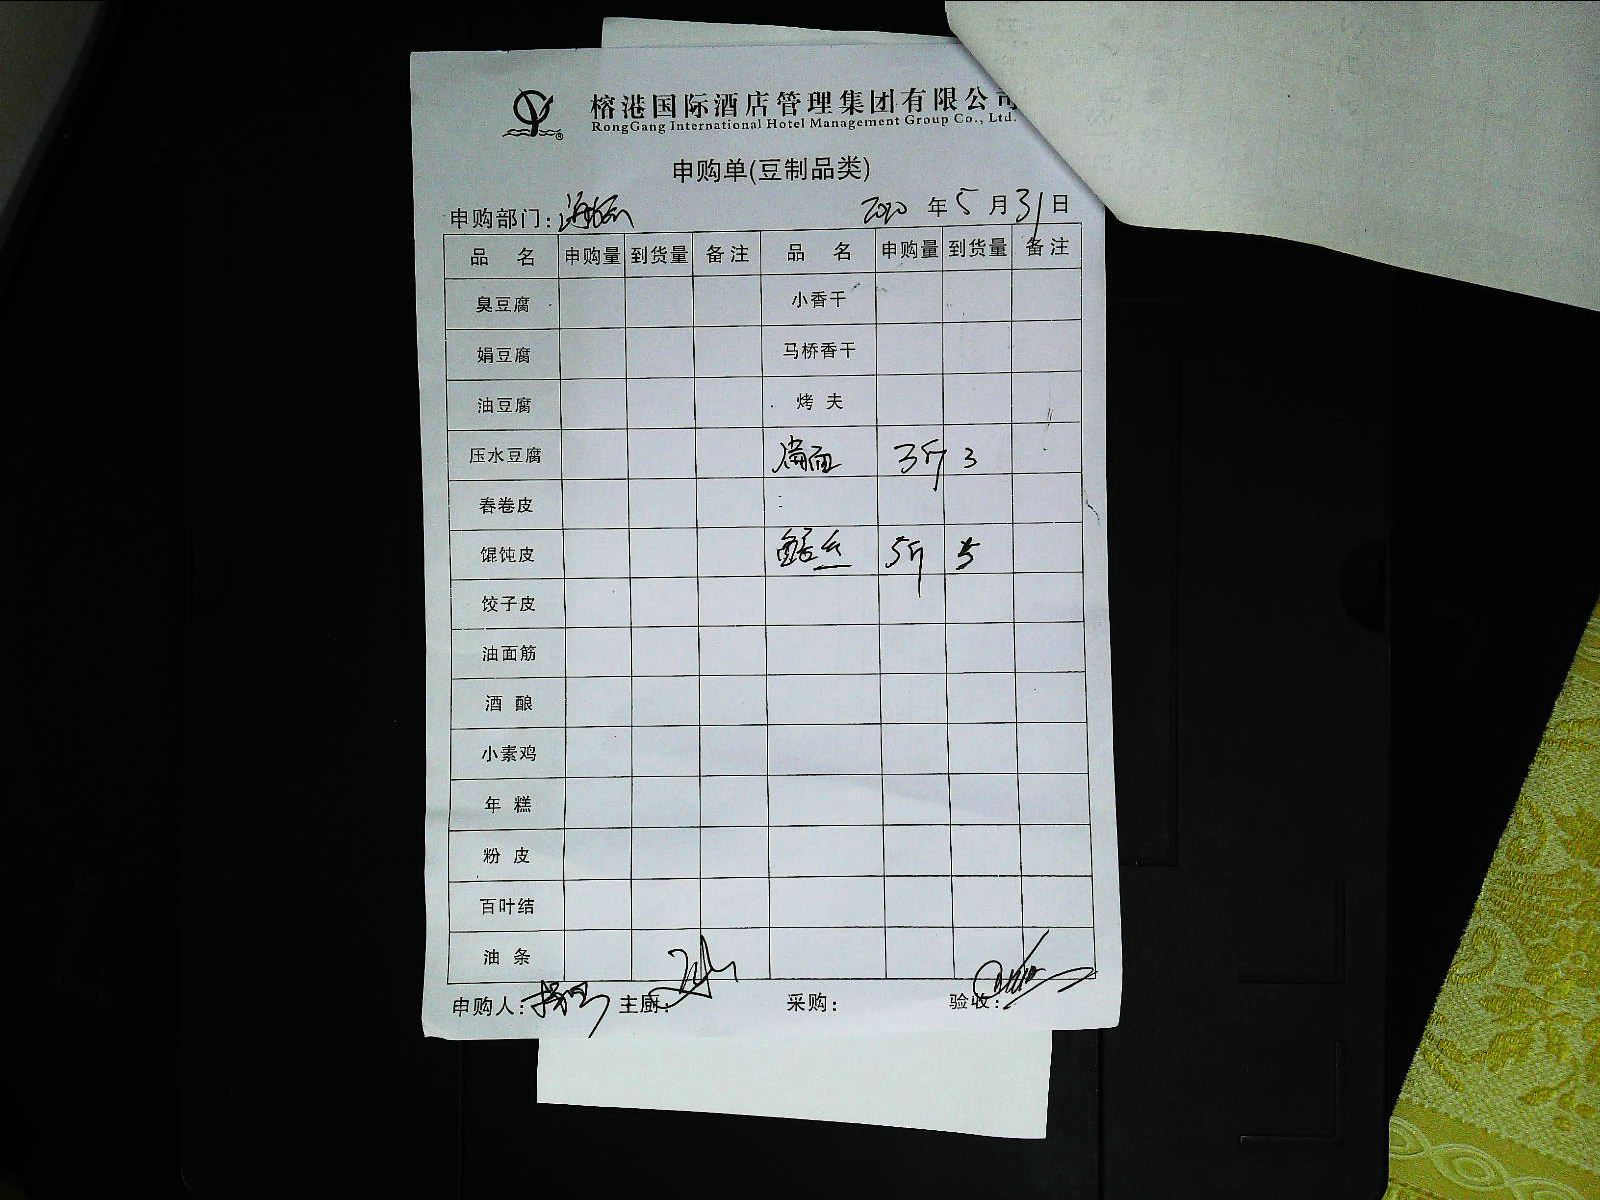 榕港国际酒店管理集团有限公司
RongGang International Hotel Management Group Co., Ltd.
申购单(豆制品类)
申购部门: 2020 年 5 月 31 日
品 名 申购量 到货量 备注 品 名 申购量 到货量 备注
臭豆腐 小香干
娟豆腐 马桥香干
油豆腐 烤 夫
压水豆腐 3斤 3
春卷皮
馄饨皮 5斤 5
饺子皮
油面筋
酒 酿
小素鸡
年 糕
粉 皮
百叶结
油 条
申购人: 主厨: 采购: 验收: